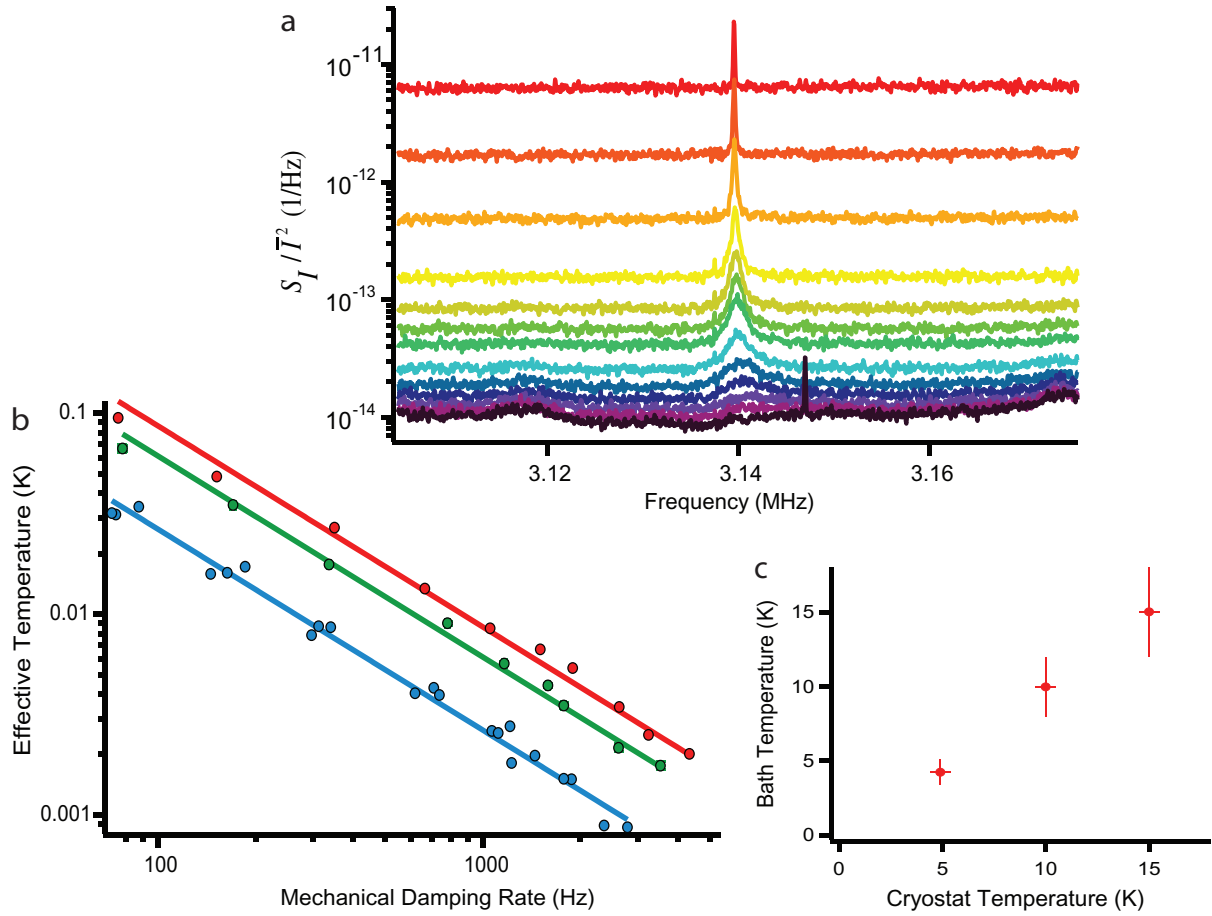 a
S_I / I̅² (1/Hz)
10⁻¹¹
10⁻¹²
10⁻¹³
10⁻¹⁴
3.12
3.14
3.16
Frequency (MHz)
b
Effective Temperature (K)
0.1
0.01
0.001
100
1000
Mechanical Damping Rate (Hz)
c
Bath Temperature (K)
15
10
5
0
0
5
10
15
Cryostat Temperature (K)